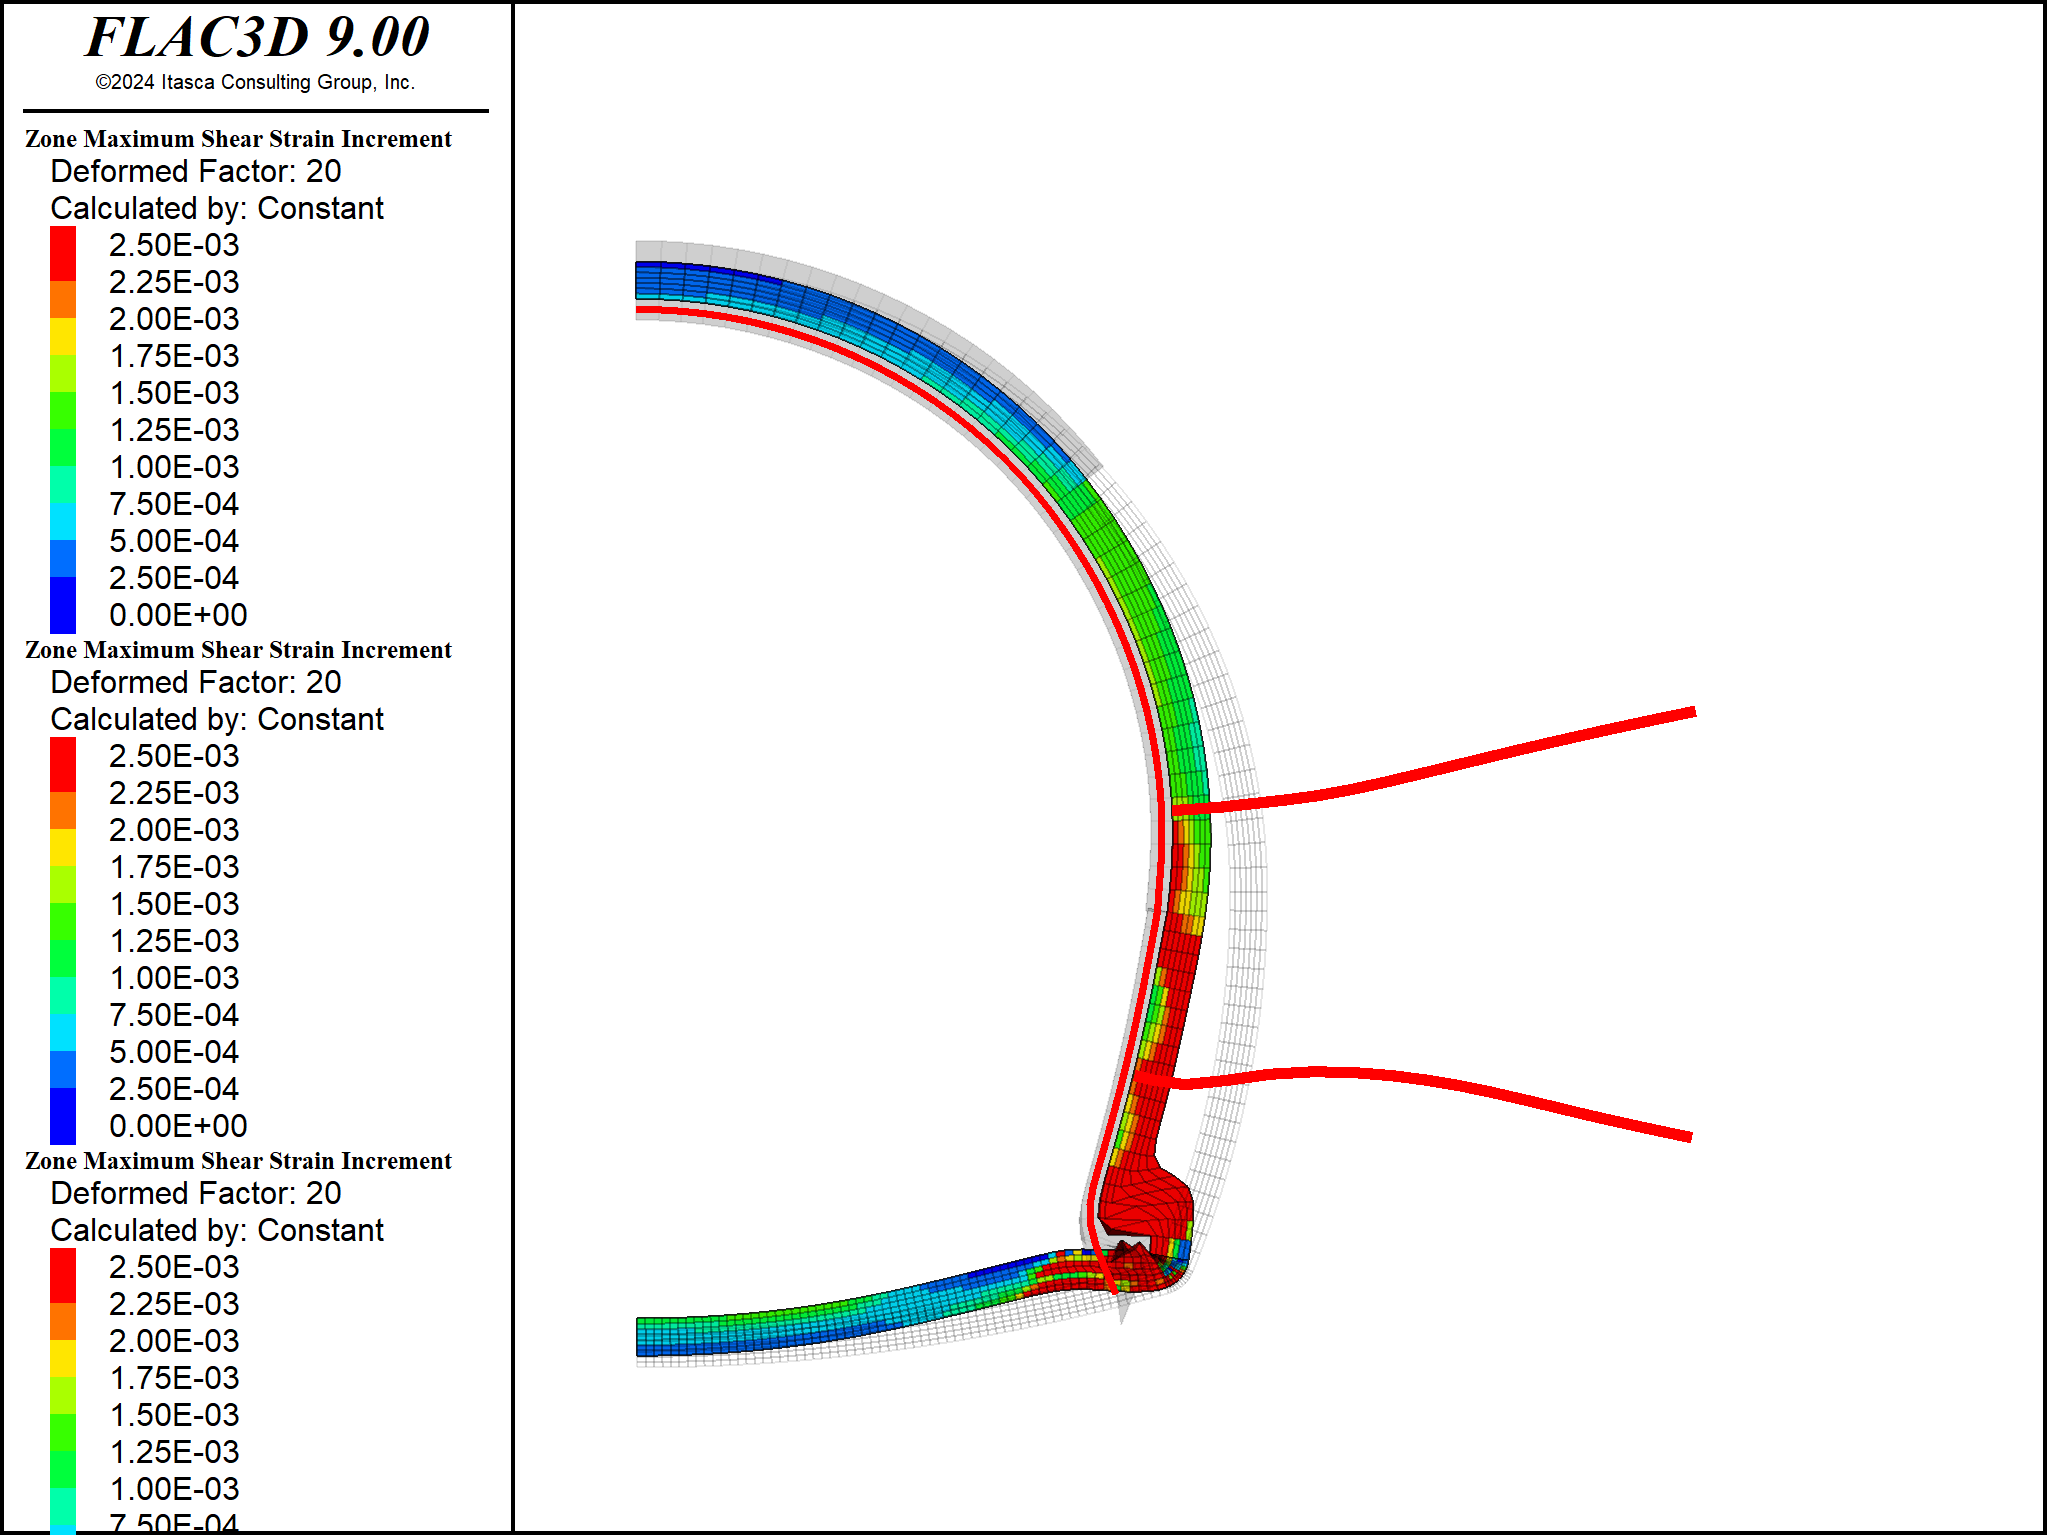 FLAC3D 9.00
©2024 Itasca Consulting Group, Inc.
Zone Maximum Shear Strain Increment
Deformed Factor: 20
Calculated by: Constant
2.50E-03
2.25E-03
2.00E-03
1.75E-03
1.50E-03
1.25E-03
1.00E-03
7.50E-04
5.00E-04
2.50E-04
0.00E+00
Zone Maximum Shear Strain Increment
Deformed Factor: 20
Calculated by: Constant
2.50E-03
2.25E-03
2.00E-03
1.75E-03
1.50E-03
1.25E-03
1.00E-03
7.50E-04
5.00E-04
2.50E-04
0.00E+00
Zone Maximum Shear Strain Increment
Deformed Factor: 20
Calculated by: Constant
2.50E-03
2.25E-03
2.00E-03
1.75E-03
1.50E-03
1.25E-03
1.00E-03
7.50E-04